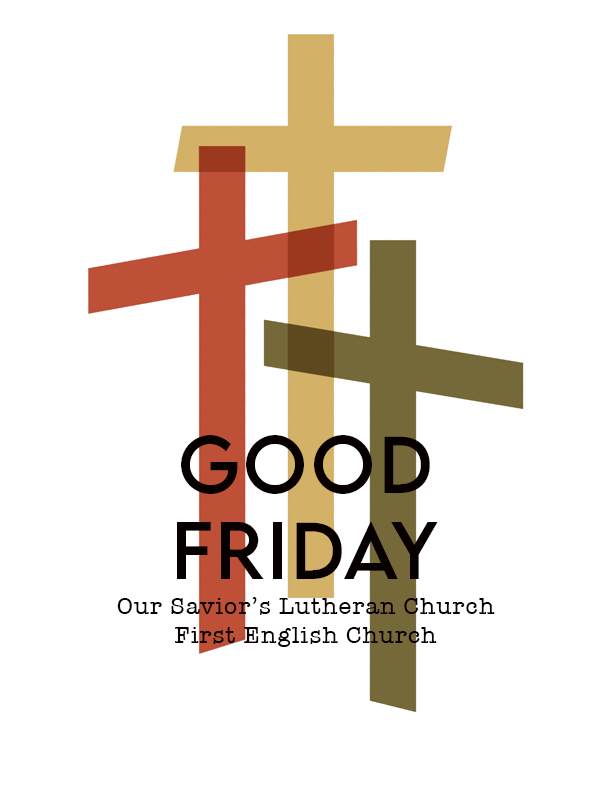 GOOD
FRIDAY
Our Savior’s Lutheran Church
First English Church